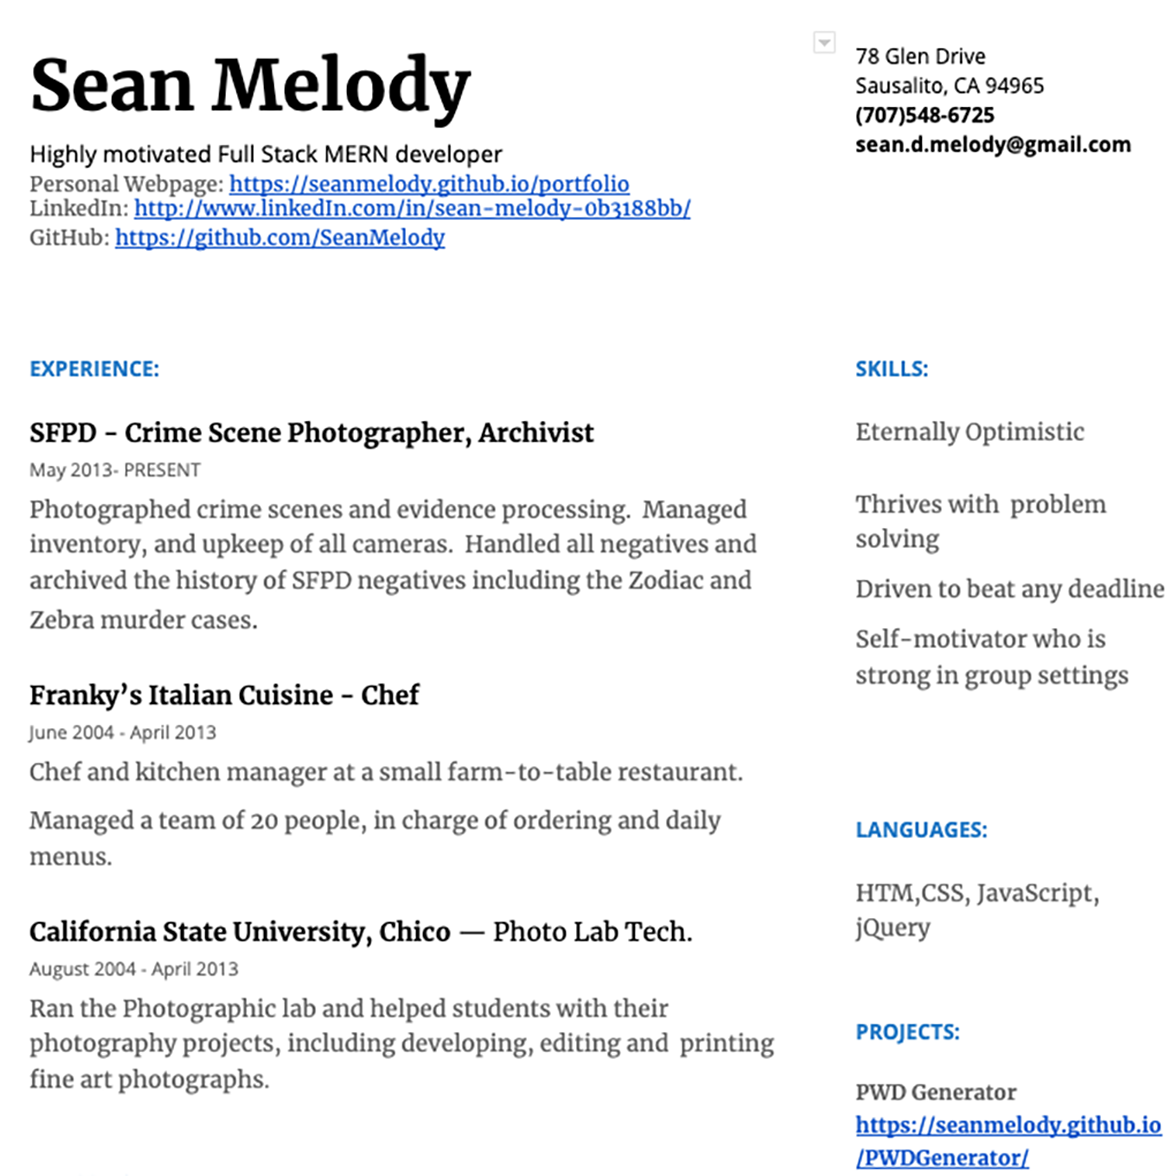 Sean Melody
Highly motivated Full Stack MERN developer
Personal Webpage: https://seanmelody.github.io/portfolio
LinkedIn: http://www.linkedIn.com/in/sean-melody-0b3188bb/
GitHub: https://github.com/SeanMelody
78 Glen Drive
Sausalito, CA 94965
(707)548-6725
sean.d.melody@gmail.com
EXPERIENCE:
SFPD - Crime Scene Photographer, Archivist
May 2013- PRESENT
Photographed crime scenes and evidence processing.  Managed
inventory, and upkeep of all cameras.  Handled all negatives and
archived the history of SFPD negatives including the Zodiac and
Zebra murder cases.
Franky’s Italian Cuisine - Chef
June 2004 - April 2013
Chef and kitchen manager at a small farm-to-table restaurant.
Managed a team of 20 people, in charge of ordering and daily
menus.
California State University, Chico — Photo Lab Tech.
August 2004 - April 2013
Ran the Photographic lab and helped students with their
photography projects, including developing, editing and  printing
fine art photographs.
SKILLS:
Eternally Optimistic
Thrives with  problem
solving
Driven to beat any deadline
Self-motivator who is
strong in group settings
LANGUAGES:
HTM,CSS, JavaScript,
jQuery
PROJECTS:
PWD Generator
https://seanmelody.github.io
/PWDGenerator/